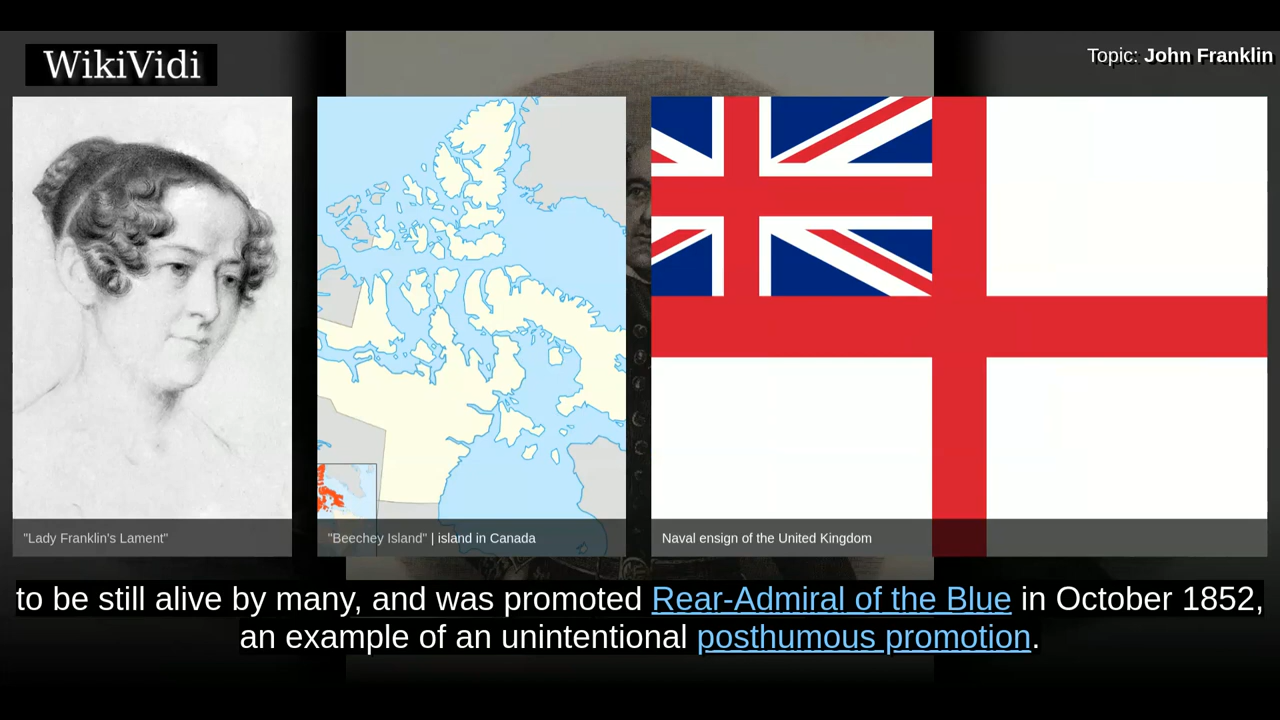 WikiVidi
Topic: John Franklin
"Lady Franklin's Lament"
"Beechey Island" | island in Canada
Naval ensign of the United Kingdom
to be still alive by many, and was promoted Rear-Admiral of the Blue in October 1852,
an example of an unintentional posthumous promotion.